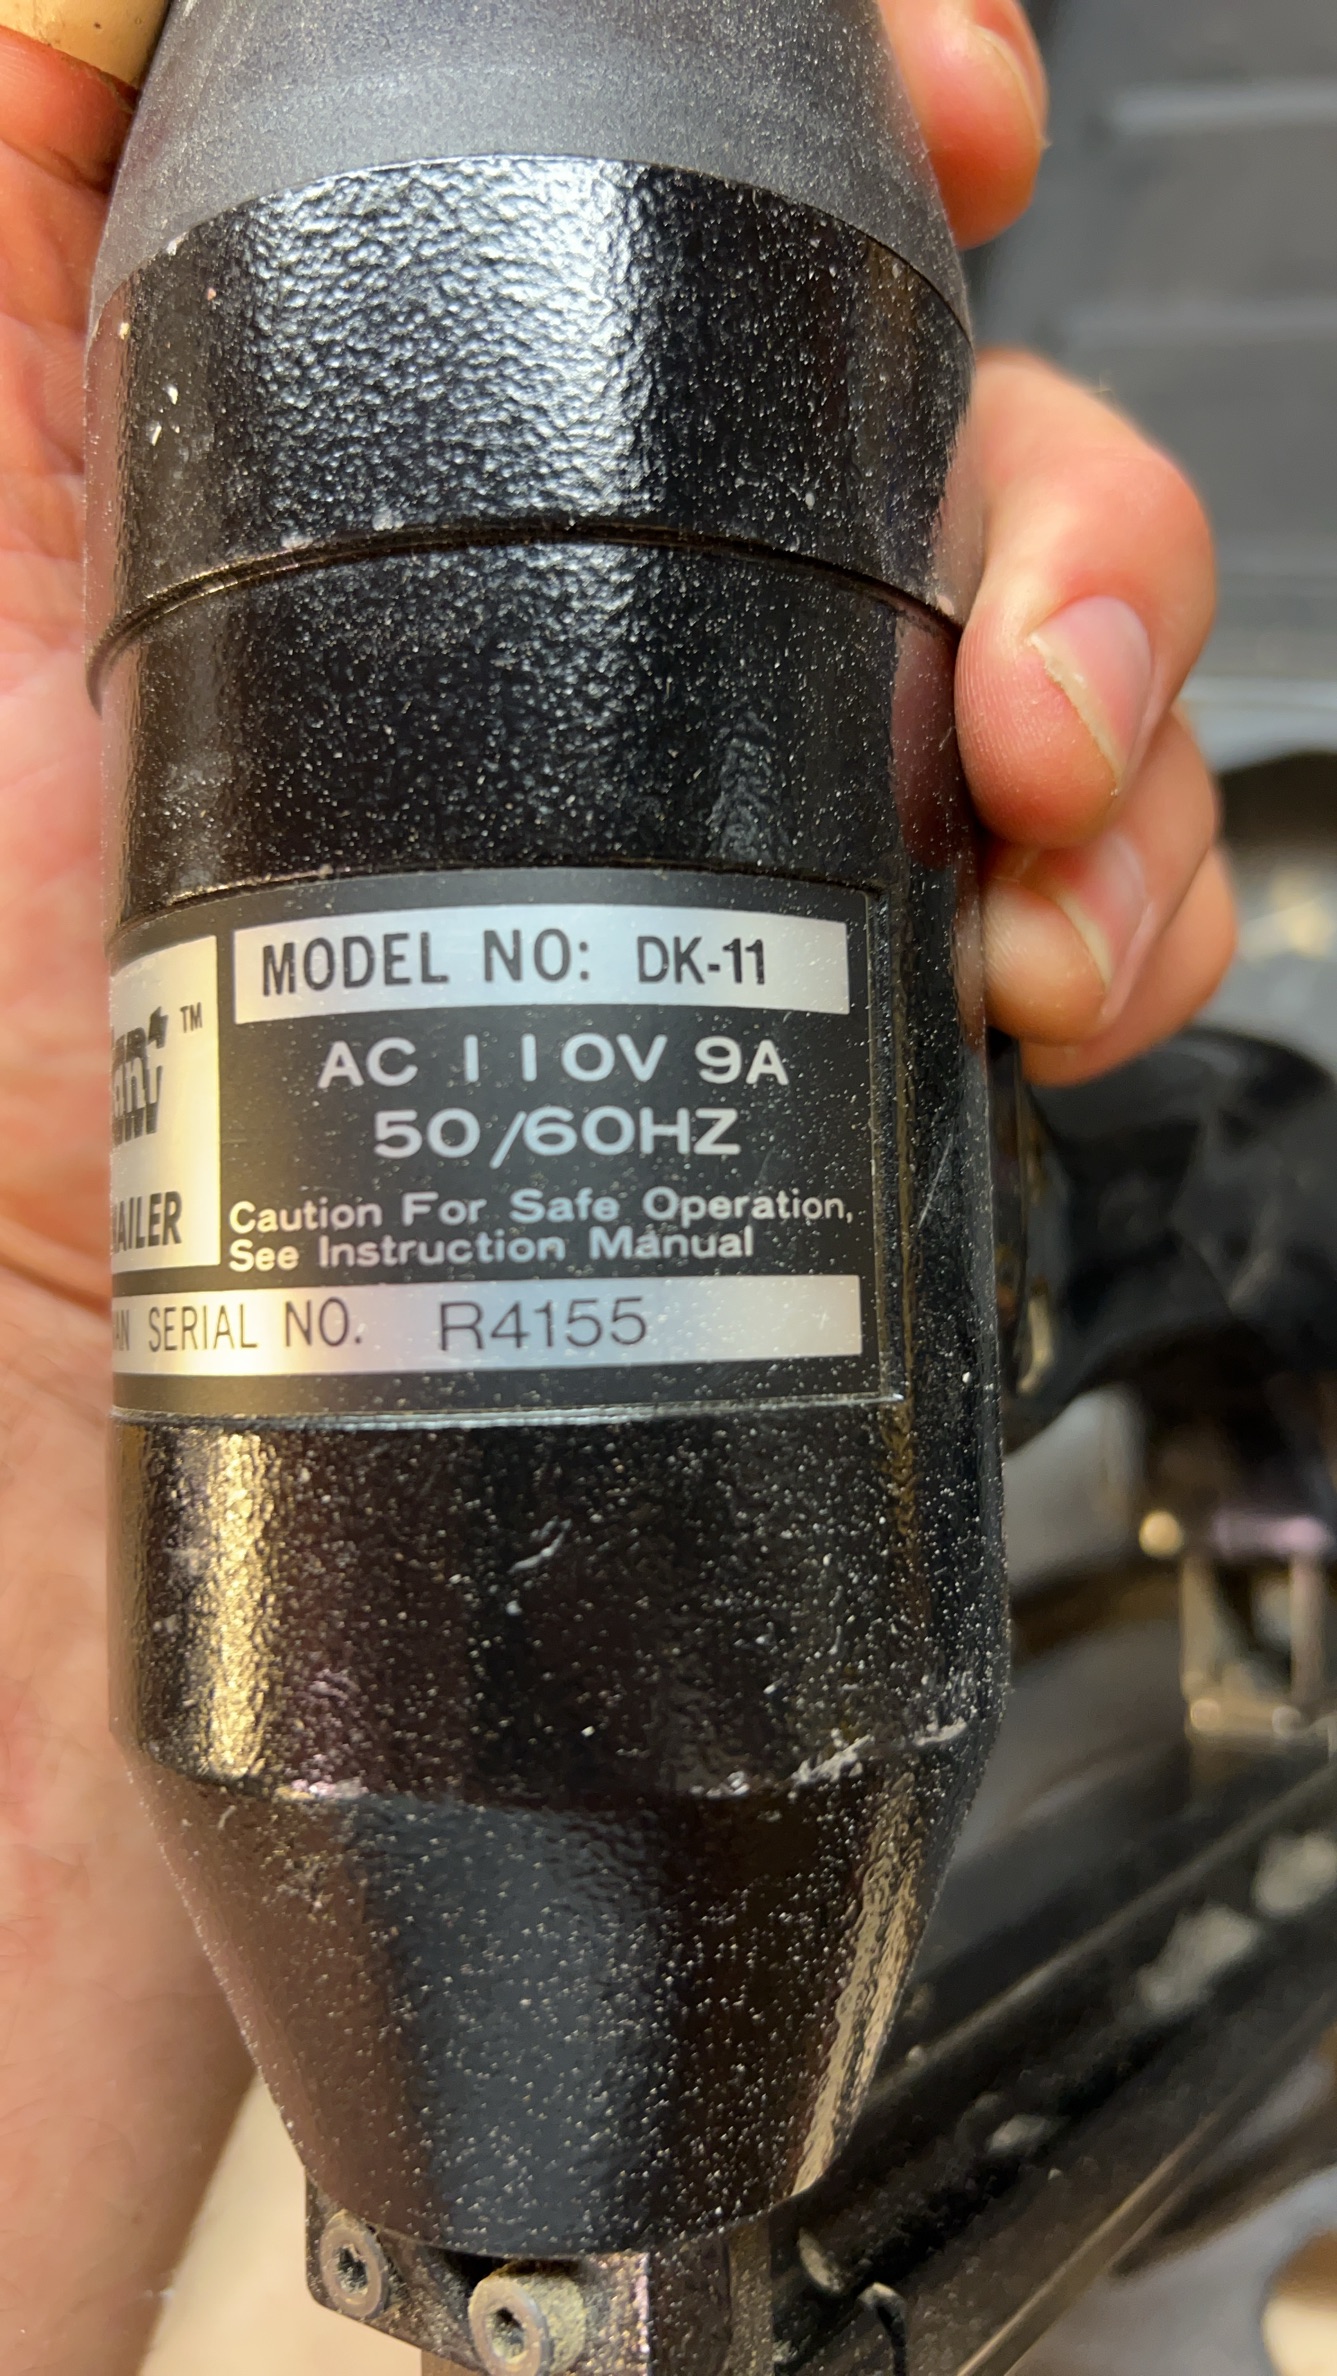 MODEL NO: DK-11
TM
AC 110V 9A
50/60HZ
Caution For Safe Operation,
See Instruction Manual
SERIAL NO. R4155